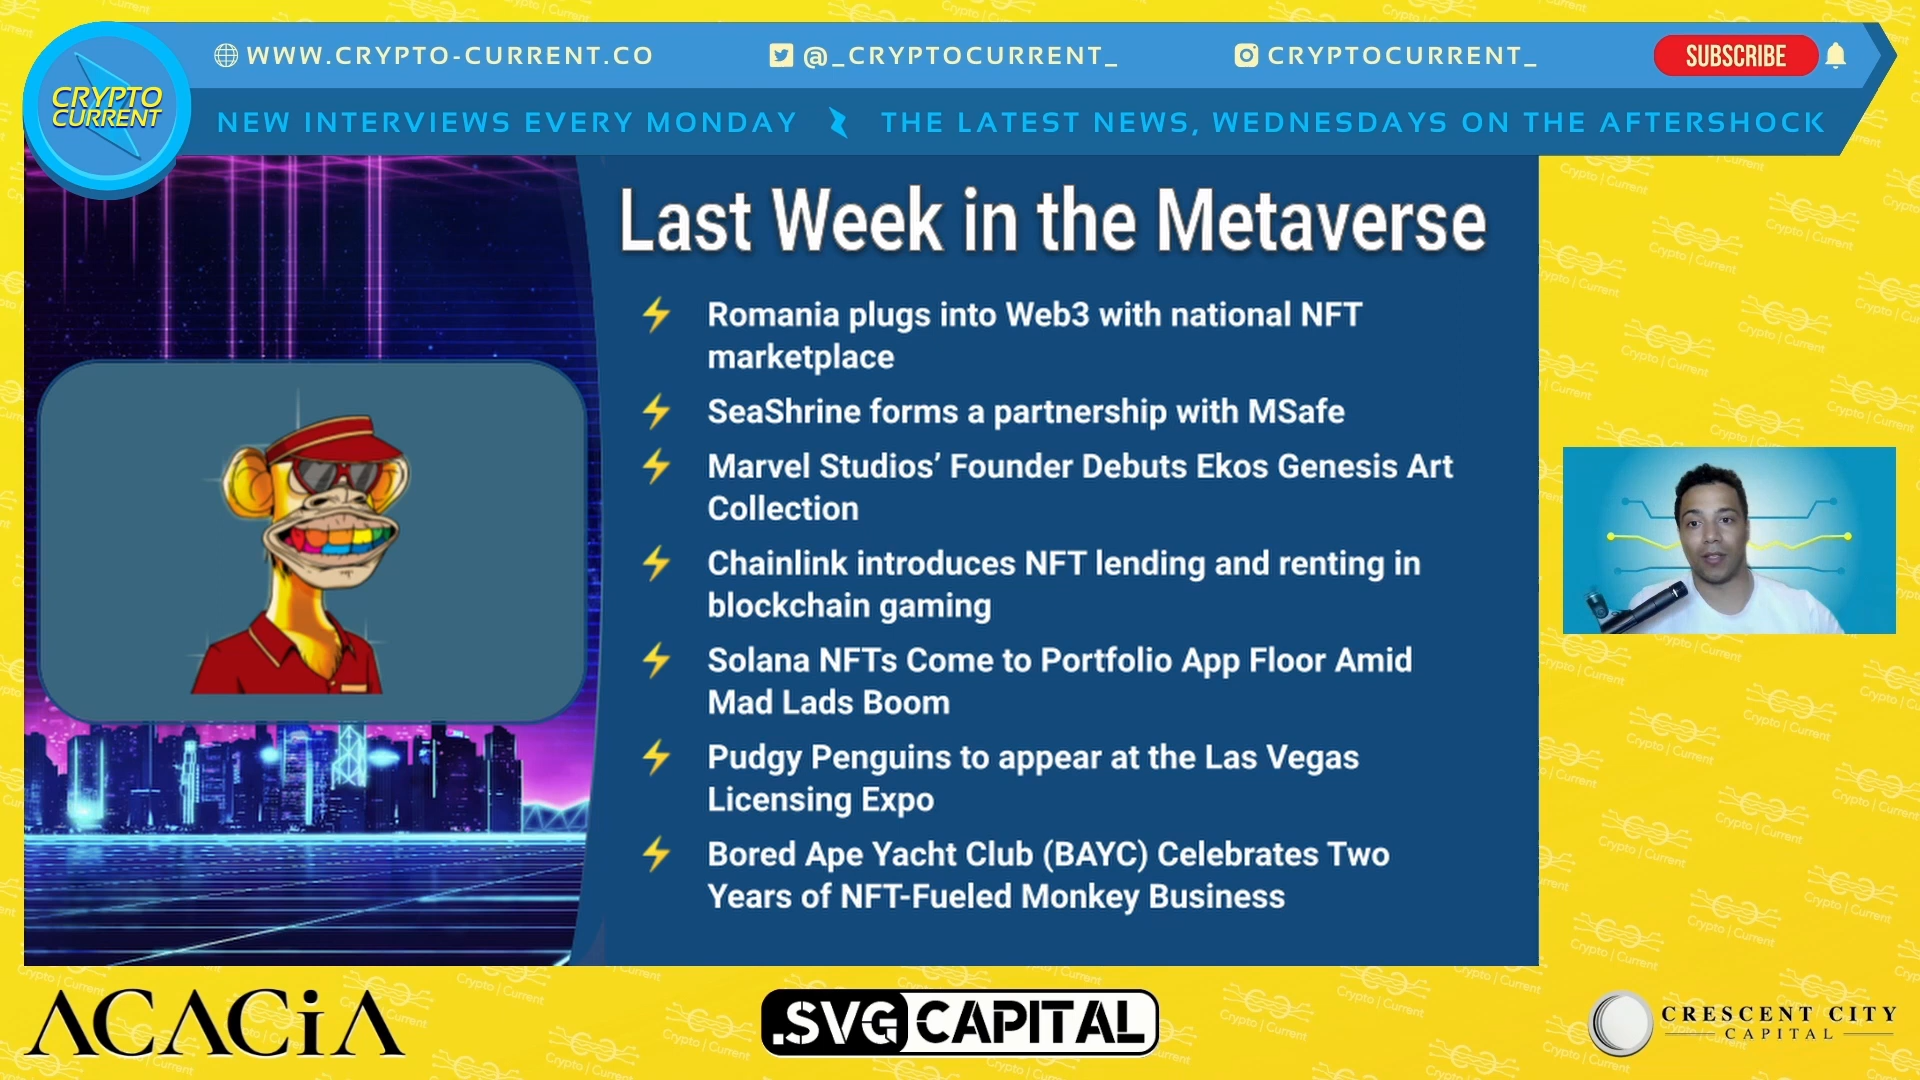 WWW.CRYPTO-CURRENT.CO
@_CRYPTOCURRENT_
CRYPTOCURRENT_
SUBSCRIBE
CRYPTO
CURRENT
NEW INTERVIEWS EVERY MONDAY
THE LATEST NEWS, WEDNESDAYS ON THE AFTERSHOCK
Last Week in the Metaverse
Romania plugs into Web3 with national NFT
marketplace
SeaShrine forms a partnership with MSafe
Marvel Studios’ Founder Debuts Ekos Genesis Art
Collection
Chainlink introduces NFT lending and renting in
blockchain gaming
Solana NFTs Come to Portfolio App Floor Amid
Mad Lads Boom
Pudgy Penguins to appear at the Las Vegas
Licensing Expo
Bored Ape Yacht Club (BAYC) Celebrates Two
Years of NFT-Fueled Monkey Business
ACACiA
.SVG CAPITAL
CRESCENT CITY
CAPITAL
Crypto | Current